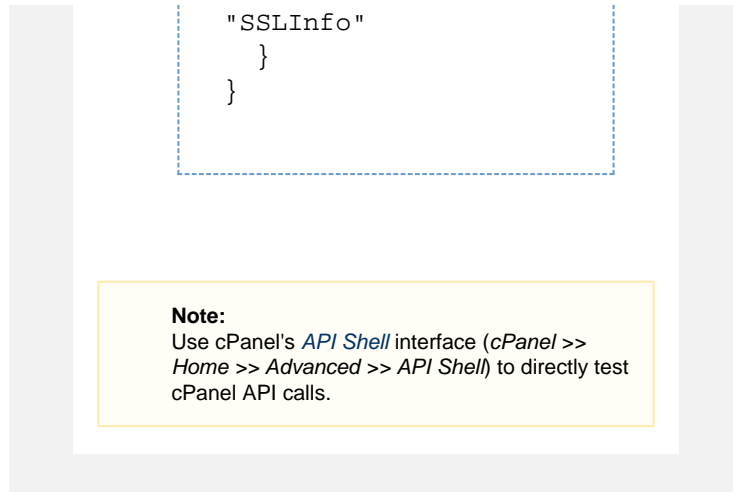 "SSLInfo"
}
}
Note:
Use cPanel's API Shell interface (cPanel >>
Home >> Advanced >> API Shell) to directly test
cPanel API calls.